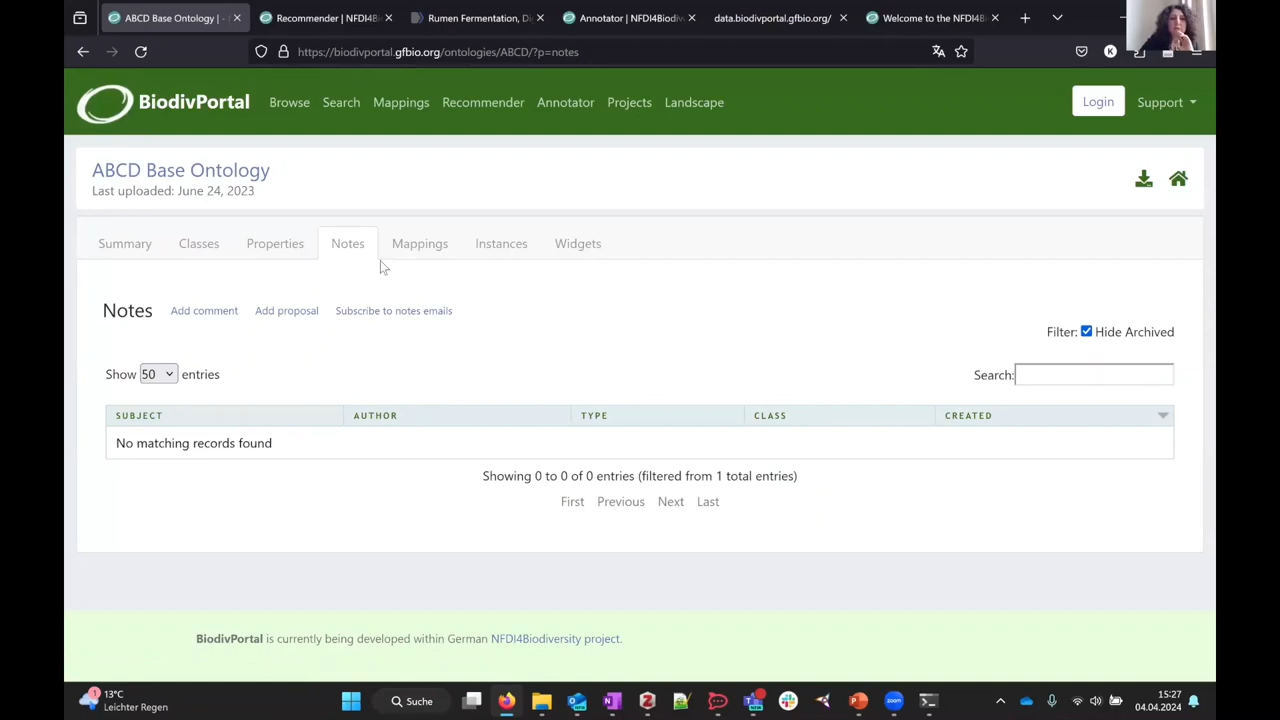 ABCD Base Ontology | - |
Recommender | NFDI4Bi
Rumen Fermentation, Di
Annotator | NFDI4Biodiv
data.biodivportal.gfbio.org/
Welcome to the NFDI4B
https://biodivportal.gfbio.org/ontologies/ABCD/?p=notes
K
BiodivPortal
Browse Search Mappings Recommender Annotator Projects Landscape
Login Support
ABCD Base Ontology
Last uploaded: June 24, 2023
Summary Classes Properties Notes Mappings Instances Widgets
Notes Add comment Add proposal Subscribe to notes emails
Filter: Hide Archived
Show 50 entries
Search:
SUBJECT AUTHOR TYPE CLASS CREATED
No matching records found
Showing 0 to 0 of 0 entries (filtered from 1 total entries)
First Previous Next Last
BiodivPortal is currently being developed within German NFDI4Biodiversity project.
1
13°C
Leichter Regen
Suche
zoom
15:27
04.04.2024